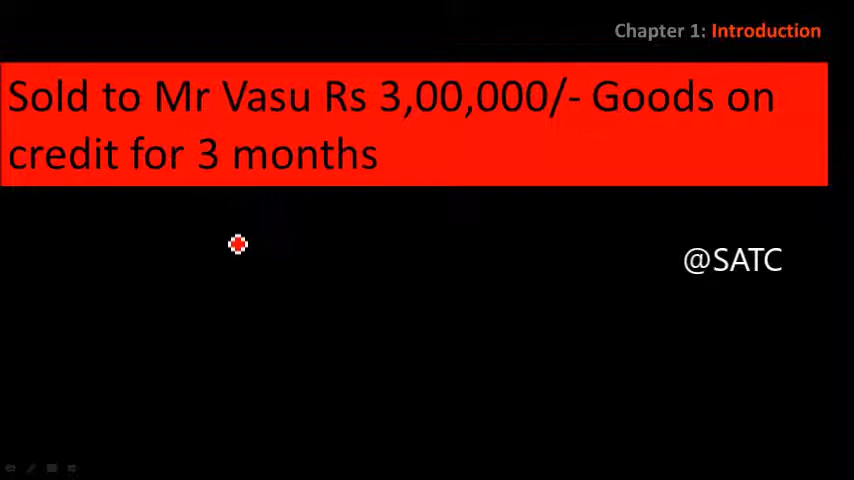 Chapter 1: Introduction
Sold to Mr Vasu Rs 3,00,000/- Goods on
credit for 3 months
@SATC